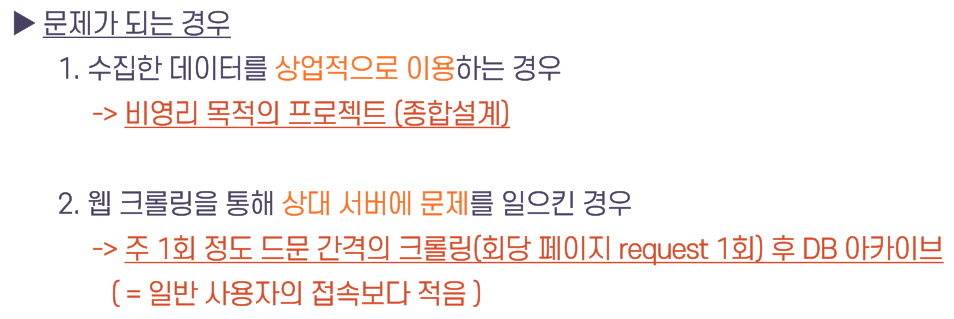 ▶ 문제가 되는 경우
1. 수집한 데이터를 상업적으로 이용하는 경우
-> 비영리 목적의 프로젝트 (종합설계)
2. 웹 크롤링을 통해 상대 서버에 문제를 일으킨 경우
-> 주 1회 정도 드문 간격의 크롤링(회당 페이지 request 1회) 후 DB 아카이브
( = 일반 사용자의 접속보다 적음 )